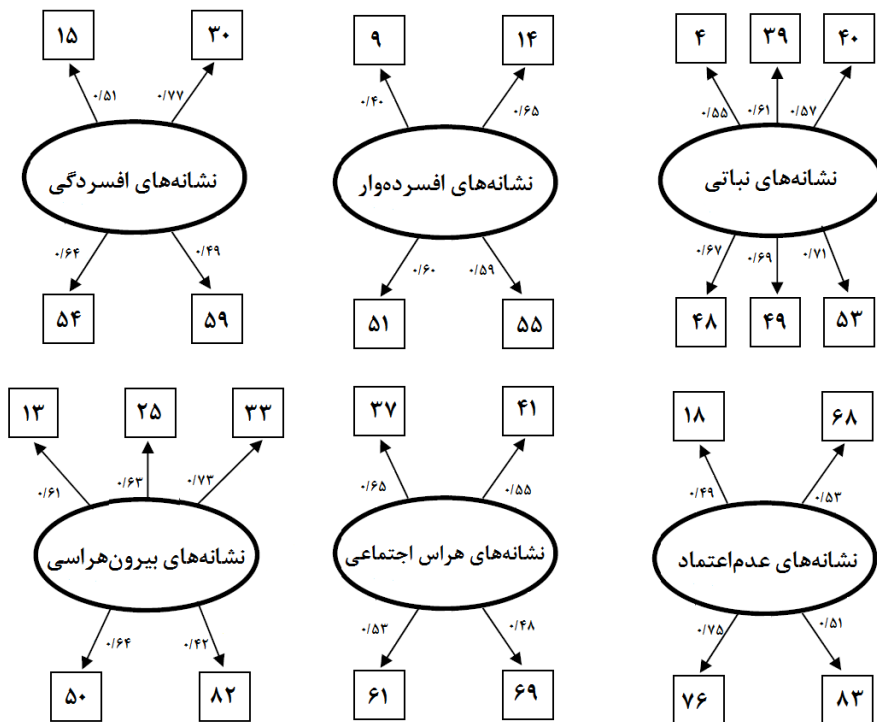 ۱۵ ۳۰
۰/۵۱ ۰/۷۷
نشانه‌های افسردگی
۰/۶۴ ۰/۴۹
۵۴ ۵۹
۹ ۱۴
۰/۴۰ ۰/۶۵
نشانه‌های افسرده‌وار
۰/۶۰ ۰/۵۹
۵۱ ۵۵
۴ ۳۹ ۴۰
۰/۵۵ ۰/۶۱ ۰/۵۷
نشانه‌های نباتی
۰/۶۷ ۰/۶۹ ۰/۷۱
۴۸ ۴۹ ۵۳
۱۳ ۲۵ ۳۳
۰/۶۱ ۰/۶۳ ۰/۷۳
نشانه‌های بیرون‌هراسی
۰/۶۴ ۰/۴۲
۵۰ ۸۲
۳۷ ۴۱
۰/۶۵ ۰/۵۵
نشانه‌های هراس اجتماعی
۰/۵۳ ۰/۴۸
۶۱ ۶۹
۱۸ ۶۸
۰/۴۹ ۰/۵۳
نشانه‌های عدم‌اعتماد
۰/۷۵ ۰/۵۱
۷۶ ۸۳